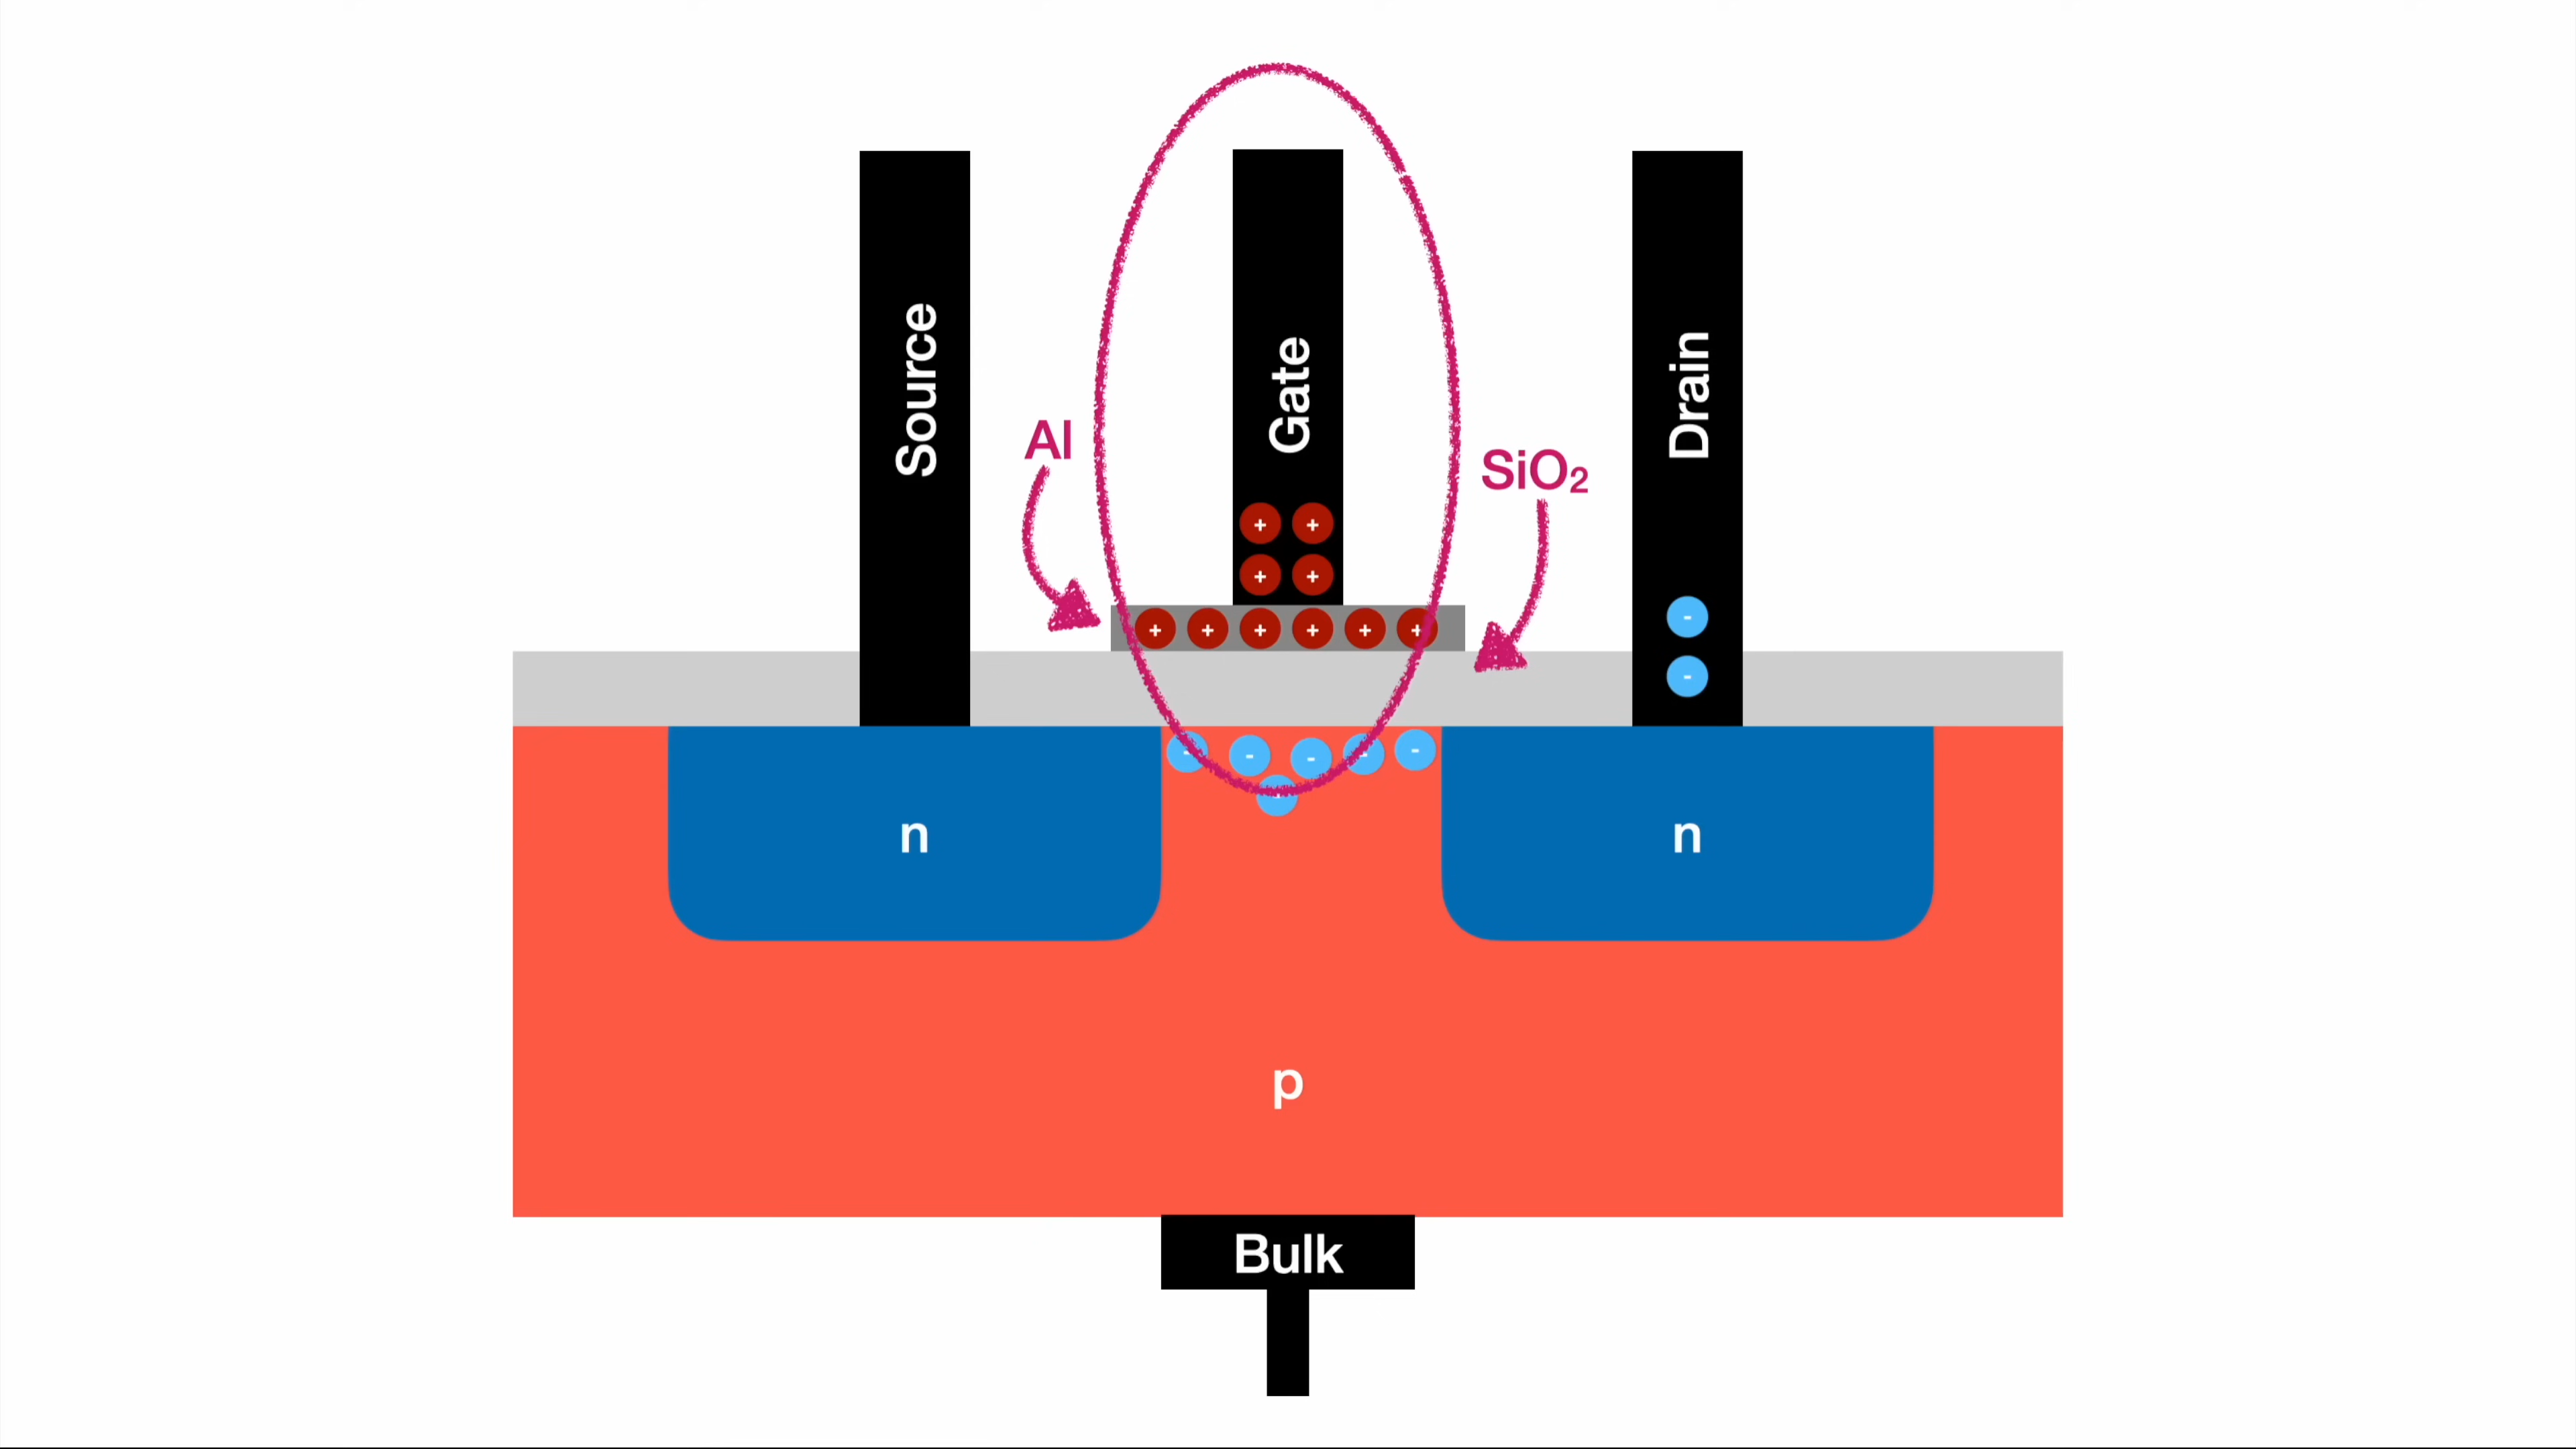 Source
Gate
Drain
Al
SiO₂
+ +
+ +
+ + + + + +
-
-
- - - - -
-
n
n
p
Bulk